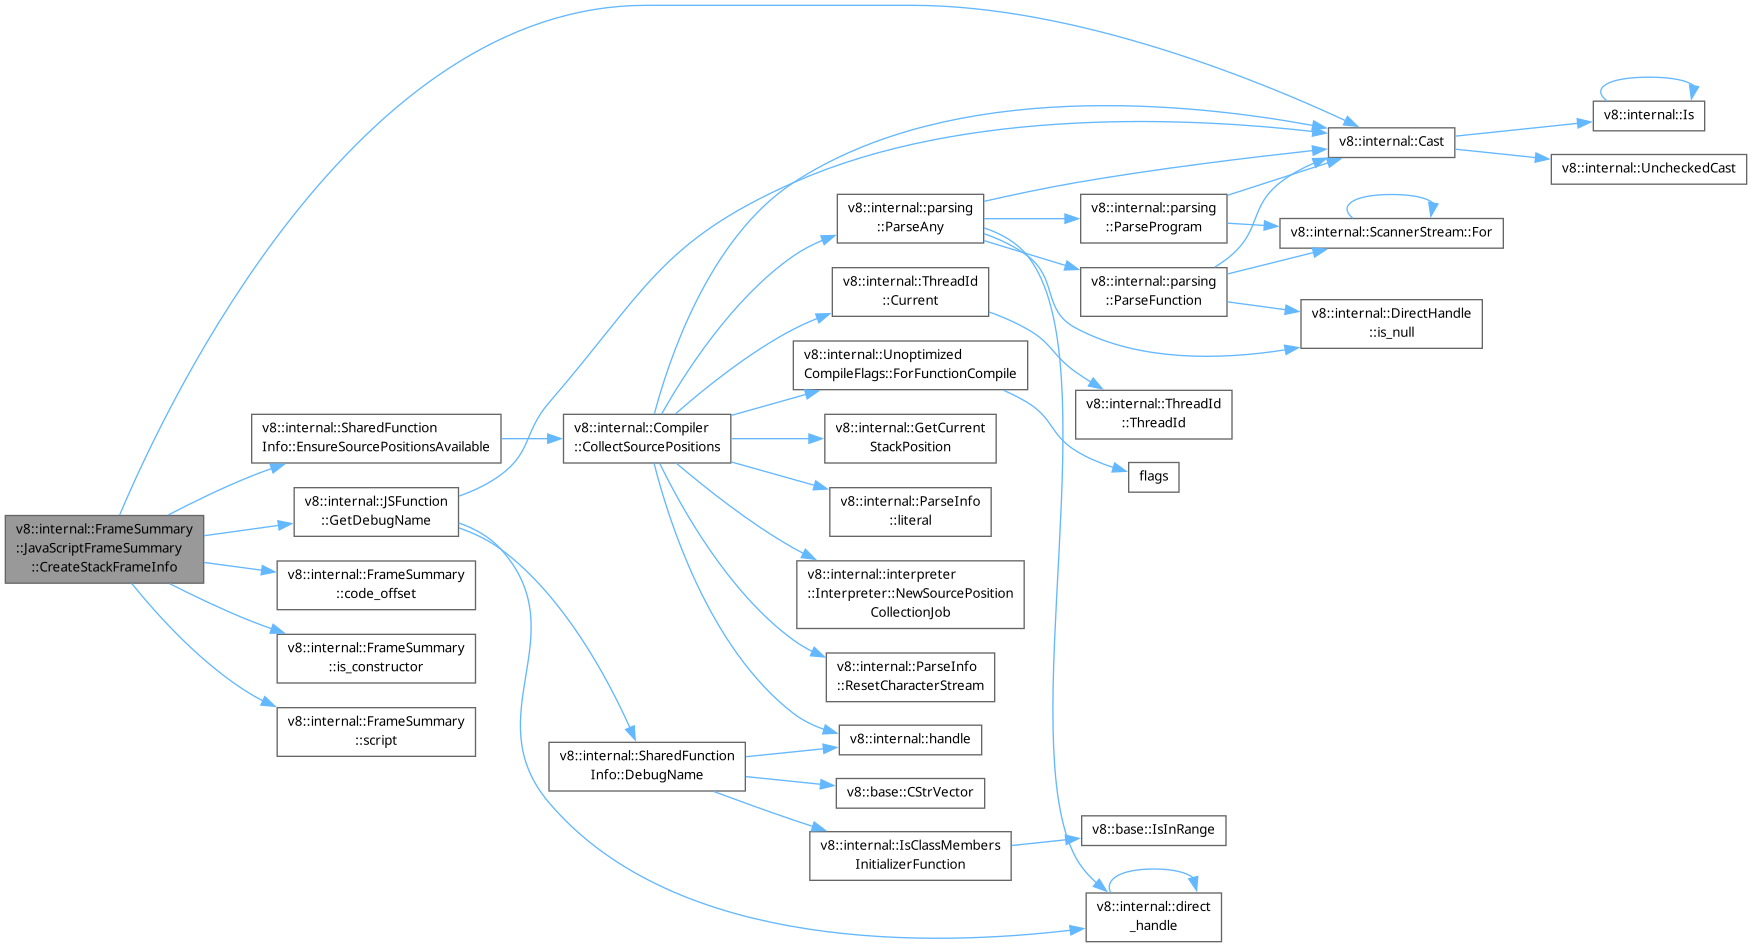 v8::internal::FrameSummary
::JavaScriptFrameSummary
::CreateStackFrameInfo
v8::internal::SharedFunction
Info::EnsureSourcePositionsAvailable
v8::internal::JSFunction
::GetDebugName
v8::internal::FrameSummary
::code_offset
v8::internal::FrameSummary
::is_constructor
v8::internal::FrameSummary
::script
v8::internal::Compiler
::CollectSourcePositions
v8::internal::SharedFunction
Info::DebugName
v8::internal::parsing
::ParseAny
v8::internal::ThreadId
::Current
v8::internal::Unoptimized
CompileFlags::ForFunctionCompile
v8::internal::GetCurrent
StackPosition
v8::internal::ParseInfo
::literal
v8::internal::interpreter
::Interpreter::NewSourcePosition
CollectionJob
v8::internal::ParseInfo
::ResetCharacterStream
v8::internal::handle
v8::base::CStrVector
v8::internal::IsClassMembers
InitializerFunction
v8::internal::parsing
::ParseProgram
v8::internal::parsing
::ParseFunction
v8::internal::ThreadId
::ThreadId
flags
v8::base::IsInRange
v8::internal::direct
_handle
v8::internal::Cast
v8::internal::ScannerStream::For
v8::internal::DirectHandle
::is_null
v8::internal::Is
v8::internal::UncheckedCast